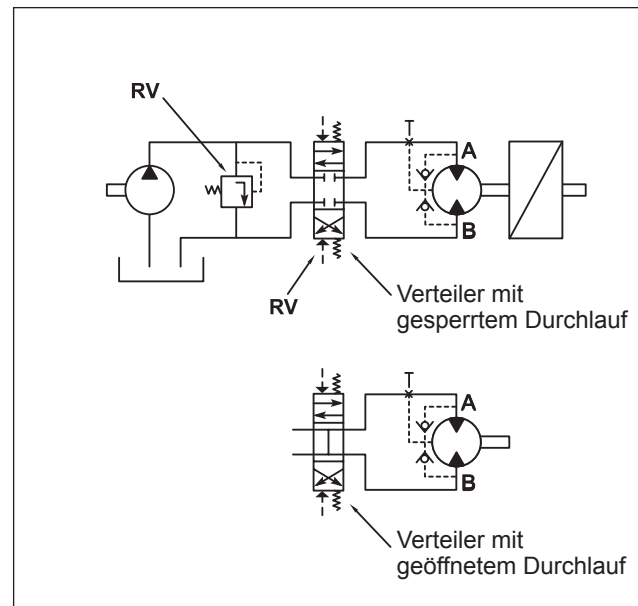 RV
T
A
B
RV
Verteiler mit
gesperrtem Durchlauf
T
A
B
Verteiler mit
geöffnetem Durchlauf